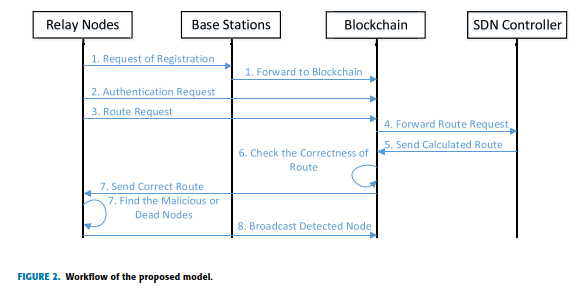 Relay Nodes
Base Stations
Blockchain
SDN Controller
1. Request of Registration
1. Forward to Blockchain
2. Authentication Request
3. Route Request
4. Forward Route Request
5. Send Calculated Route
6. Check the Correctness of
Route
7. Send Correct Route
7. Find the Malicious or
Dead Nodes
8. Broadcast Detected Node
FIGURE 2. Workflow of the proposed model.